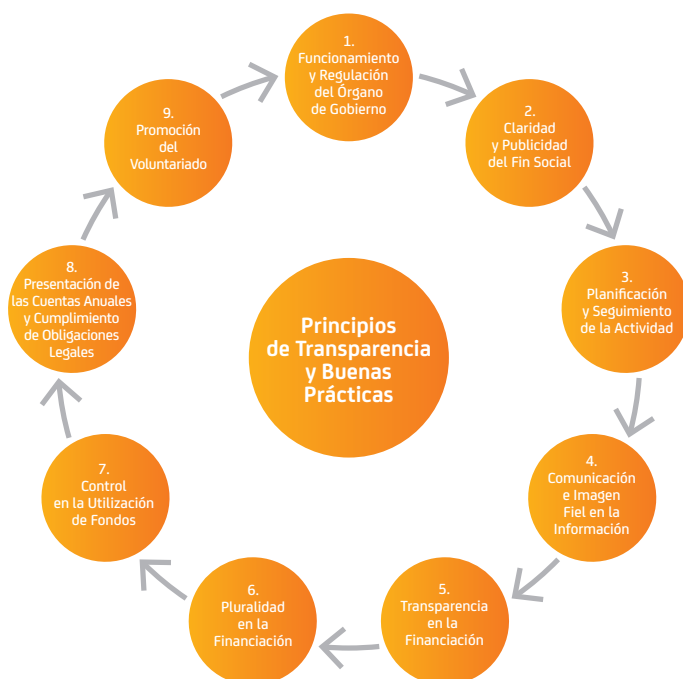 1.
Funcionamiento
y Regulación
del Órgano
de Gobierno
2.
Claridad
y Publicidad
del Fin Social
3.
Planificación
y Seguimiento
de la Actividad
4.
Comunicación
e Imagen
Fiel en la
Información
5.
Transparencia
en la
Financiación
6.
Pluralidad
en la
Financiación
7.
Control
en la Utilización
de Fondos
8.
Presentación de
las Cuentas Anuales
y Cumplimiento
de Obligaciones
Legales
9.
Promoción
del
Voluntariado
Principios
de Transparencia
y Buenas
Prácticas